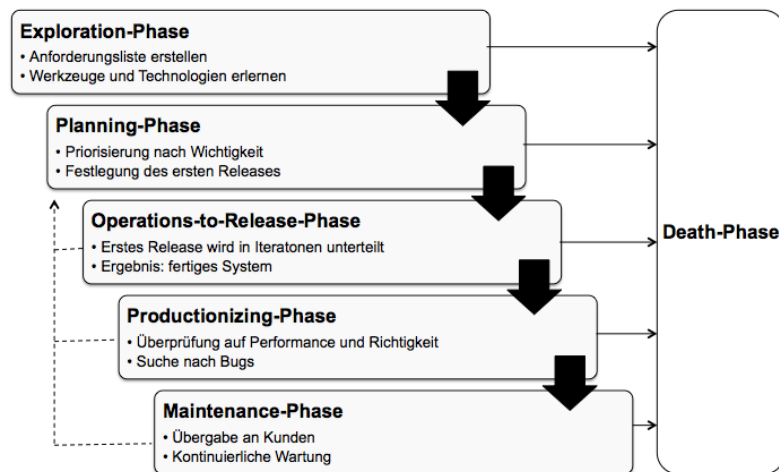 Exploration-Phase
• Anforderungsliste erstellen
• Werkzeuge und Technologien erlernen
Planning-Phase
• Priorisierung nach Wichtigkeit
• Festlegung des ersten Releases
Operations-to-Release-Phase
• Erstes Release wird in Iteratonen unterteilt
• Ergebnis: fertiges System
Productionizing-Phase
• Überprüfung auf Performance und Richtigkeit
• Suche nach Bugs
Maintenance-Phase
• Übergabe an Kunden
• Kontinuierliche Wartung
Death-Phase